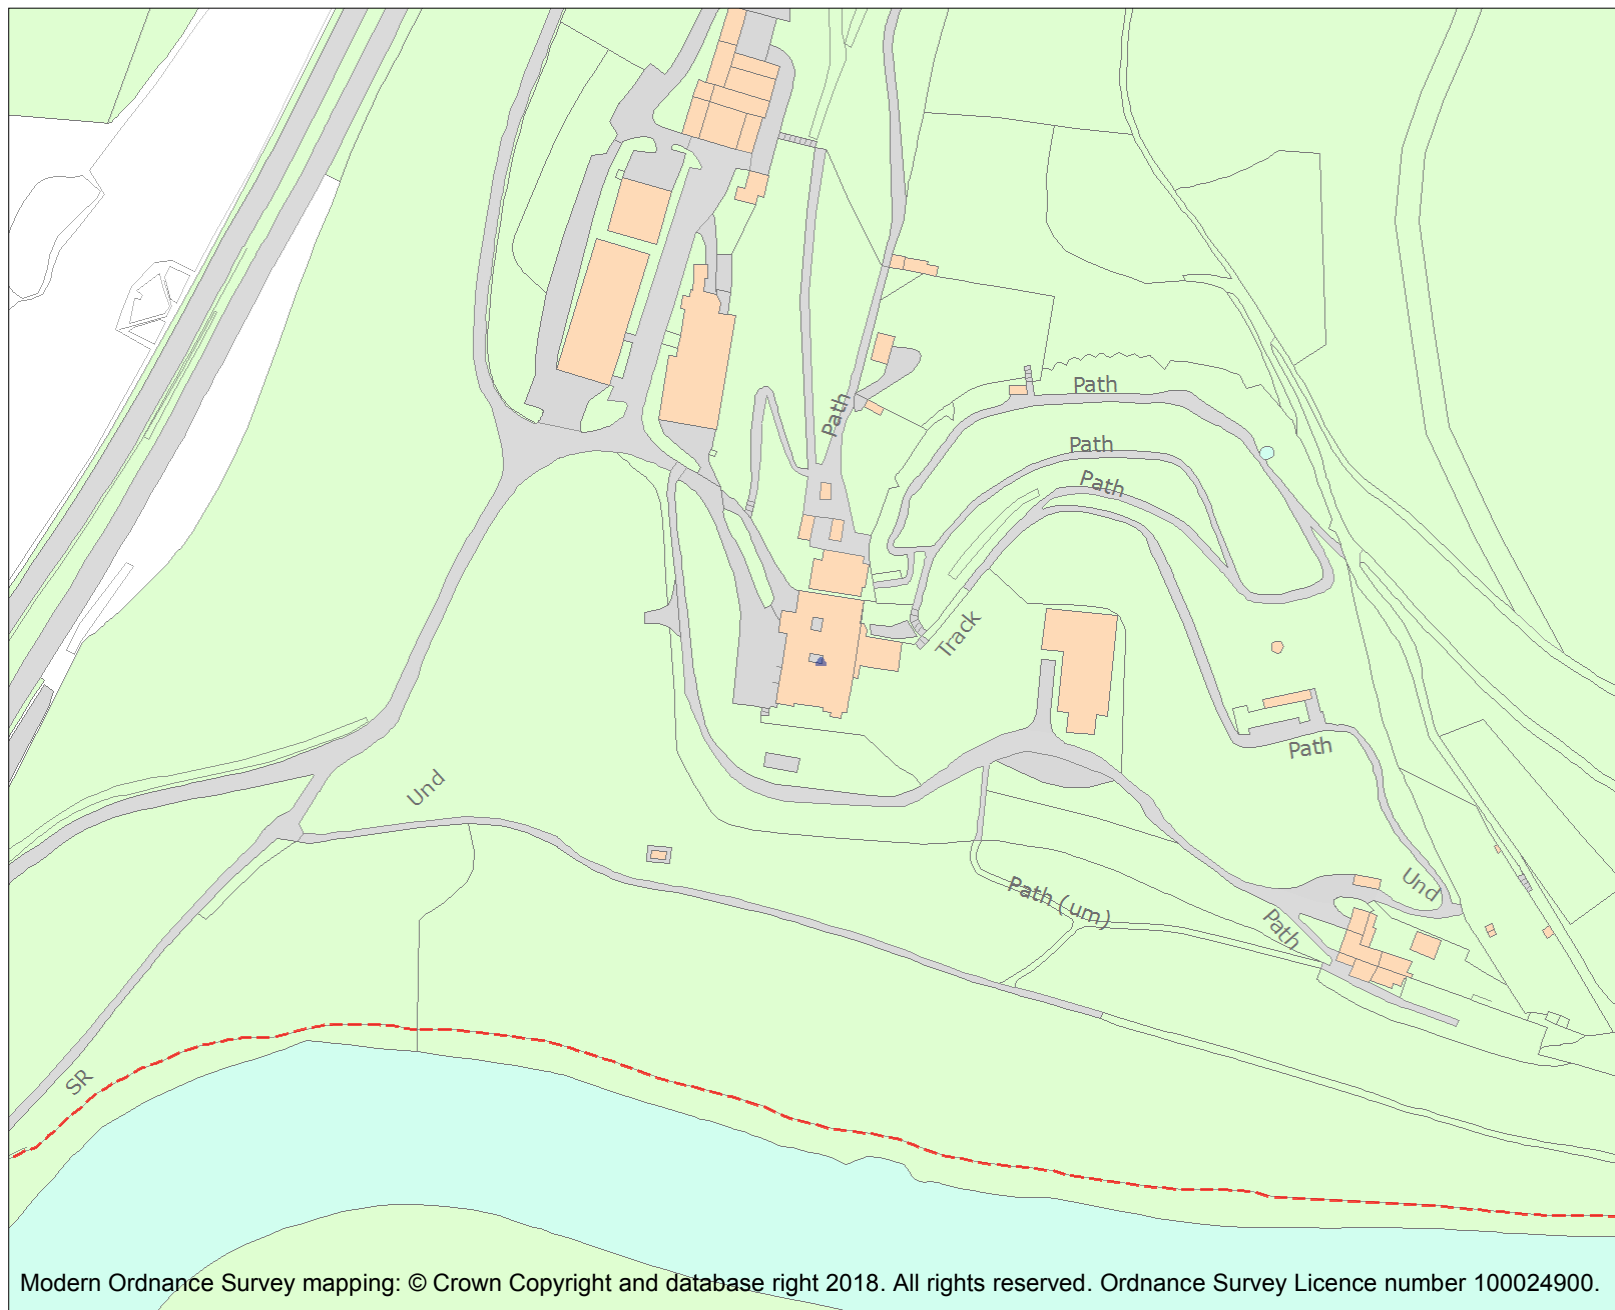 Path
Path
Path
Path
Track
Path
Und
Und
Path (um)
Path
SR
Modern Ordnance Survey mapping: © Crown Copyright and database right 2018. All rights reserved. Ordnance Survey Licence number 100024900.